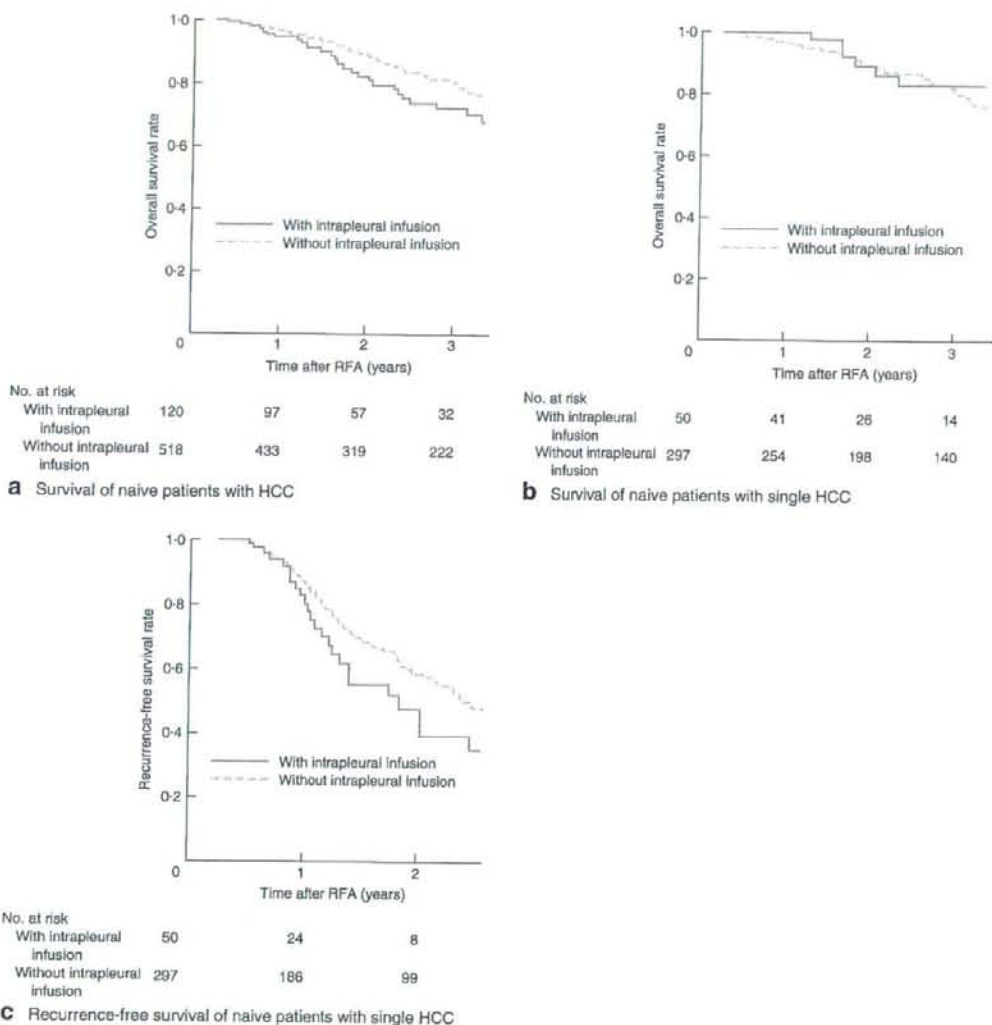 1·0
0·8
0·6
0·4
0·2
0
Overall survival rate
With intrapleural infusion
Without intrapleural infusion
1 2 3
Time after RFA (years)
No. at risk
With intrapleural 120 97 57 32
infusion
Without intrapleural 518 433 319 222
infusion
a Survival of naive patients with HCC
1·0
0·8
0·6
0·4
0·2
0
Overall survival rate
With intrapleural infusion
Without intrapleural infusion
1 2 3
Time after RFA (years)
No. at risk
With intrapleural 50 41 26 14
infusion
Without intrapleural 297 254 198 140
infusion
b Survival of naive patients with single HCC
1·0
0·8
0·6
0·4
0·2
0
Recurrence-free survival rate
With intrapleural infusion
Without intrapleural infusion
1 2
Time after RFA (years)
No. at risk
With intrapleural 50 24 8
infusion
Without intrapleural 297 186 99
infusion
c Recurrence-free survival of naive patients with single HCC